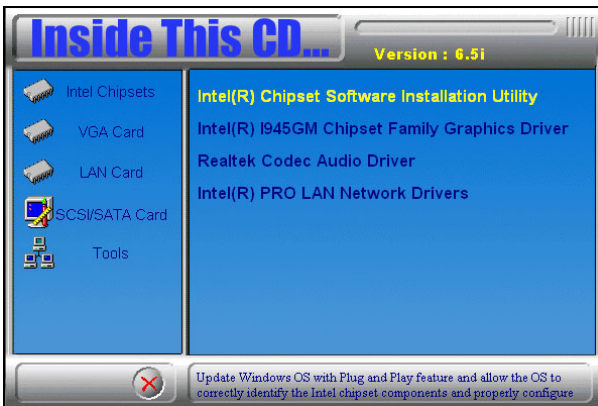 Inside This CD...
Version : 6.5i
Intel Chipsets
VGA Card
LAN Card
SCSI/SATA Card
Tools
Intel(R) Chipset Software Installation Utility
Intel(R) I945GM Chipset Family Graphics Driver
Realtek Codec Audio Driver
Intel(R) PRO LAN Network Drivers
Update Windows OS with Plug and Play feature and allow the OS to
correctly identify the Intel chipset components and properly configure